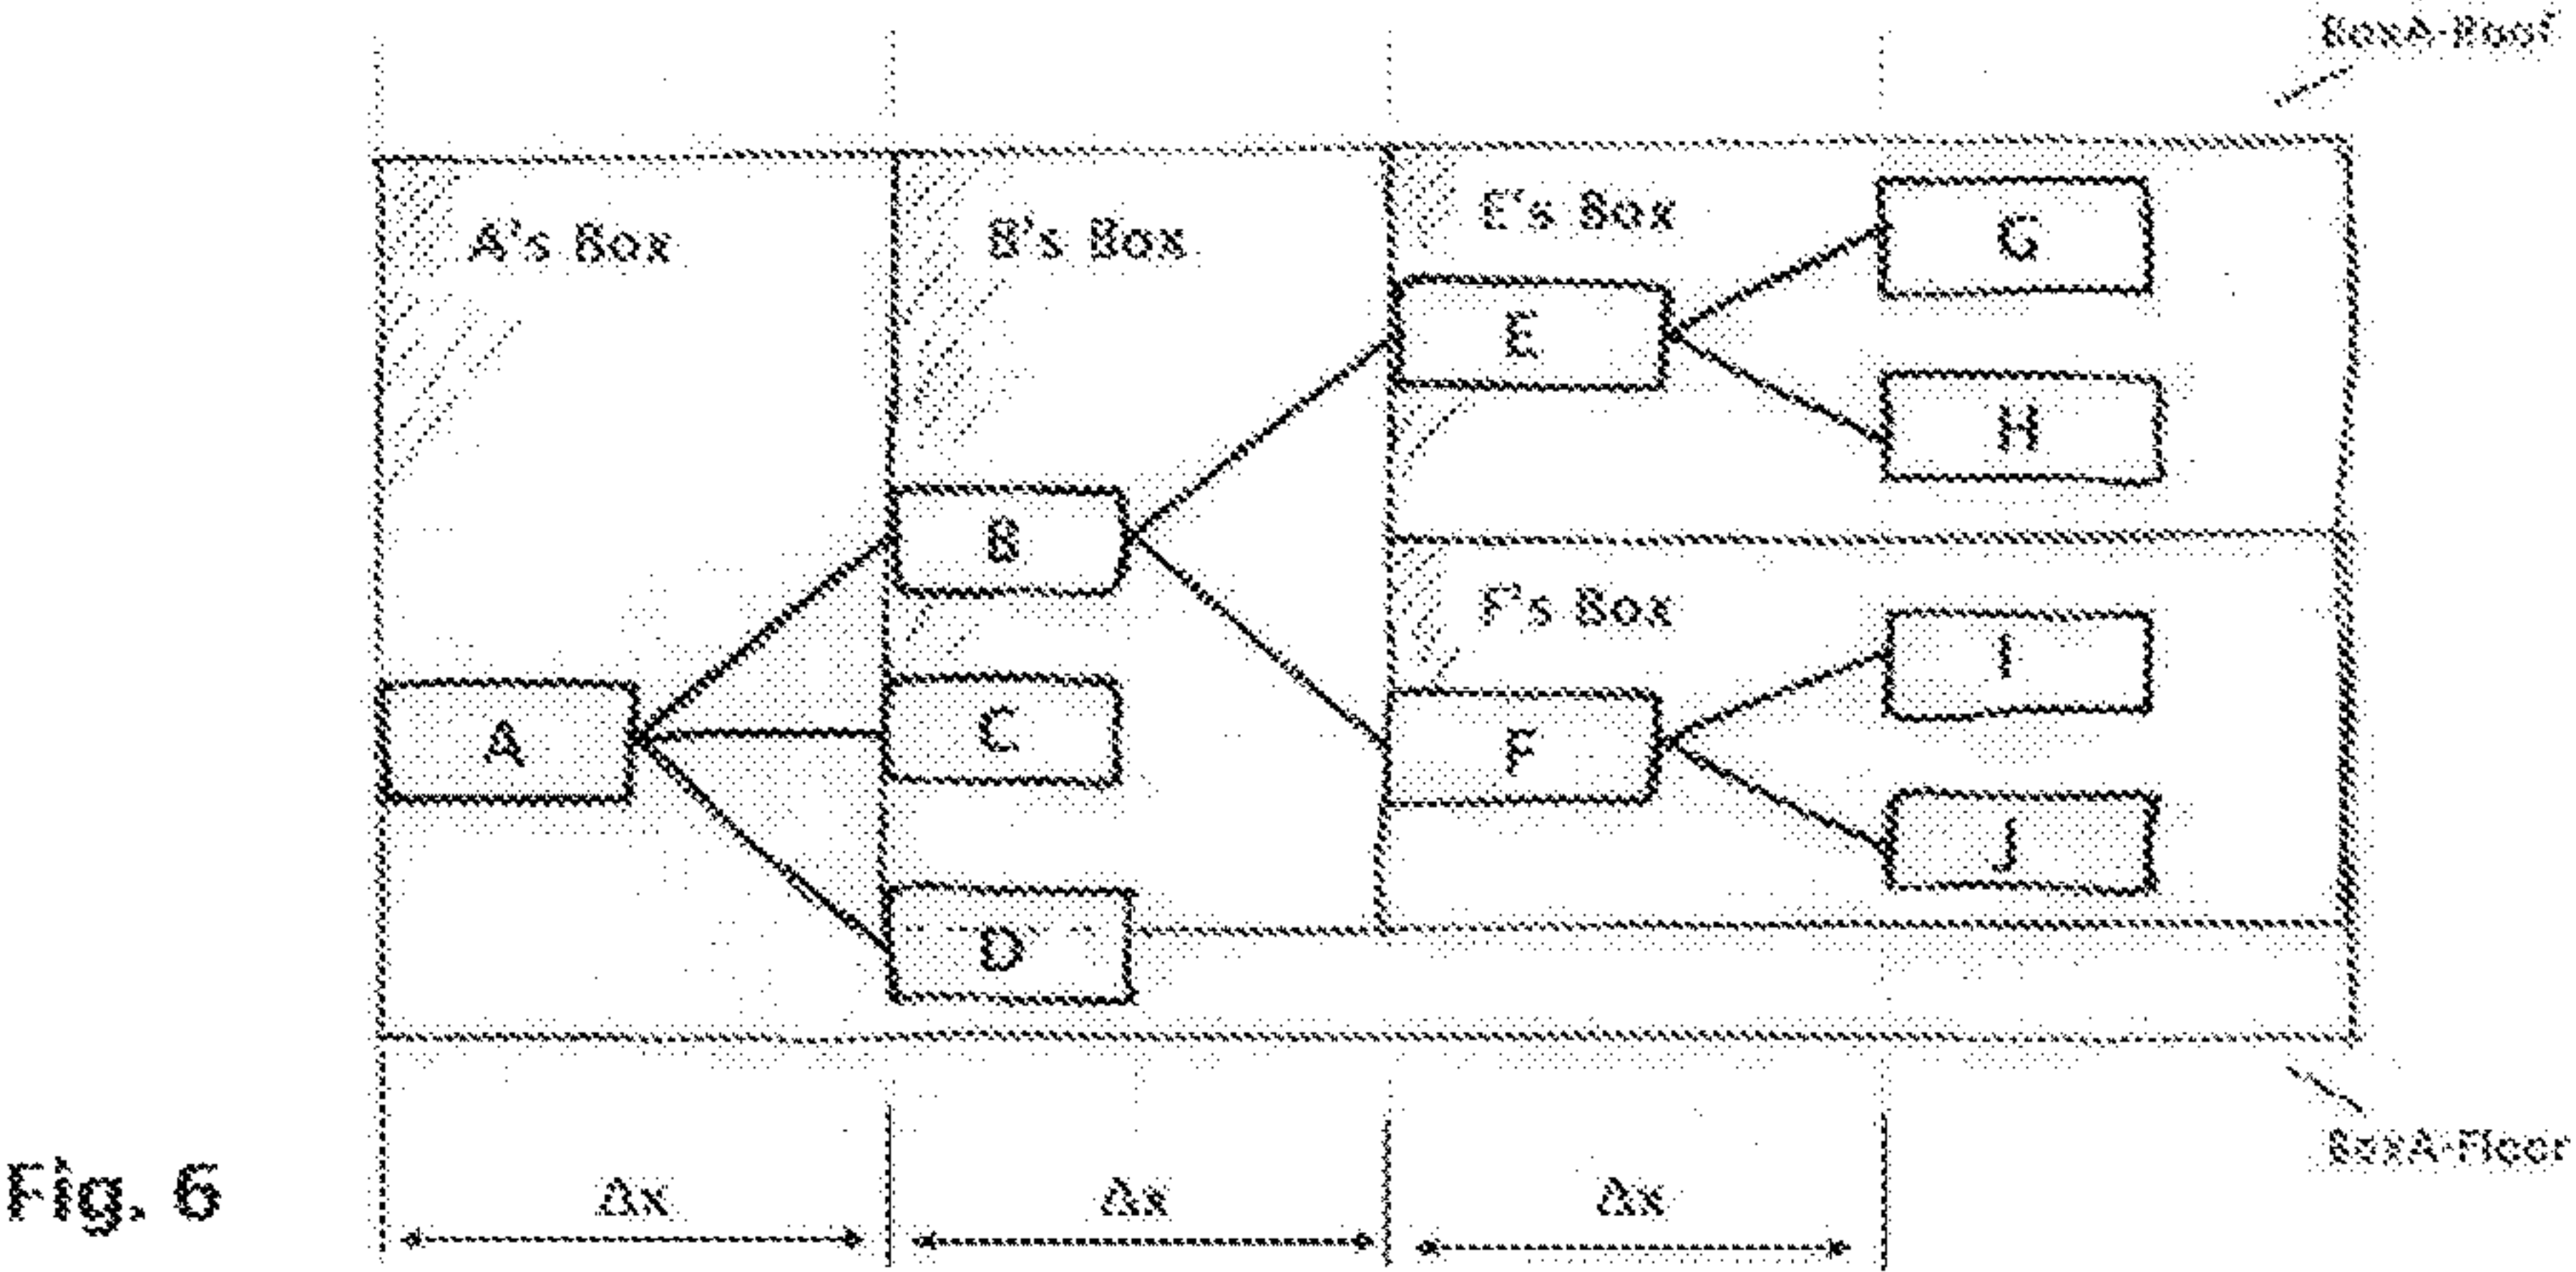 BoxA-Roof
A's Box
B's Box
E's Box
G
E
H
B
F's Box
I
A
C
F
J
D
BoxA-Floor
Fig. 6
Δx
Δx
Δx